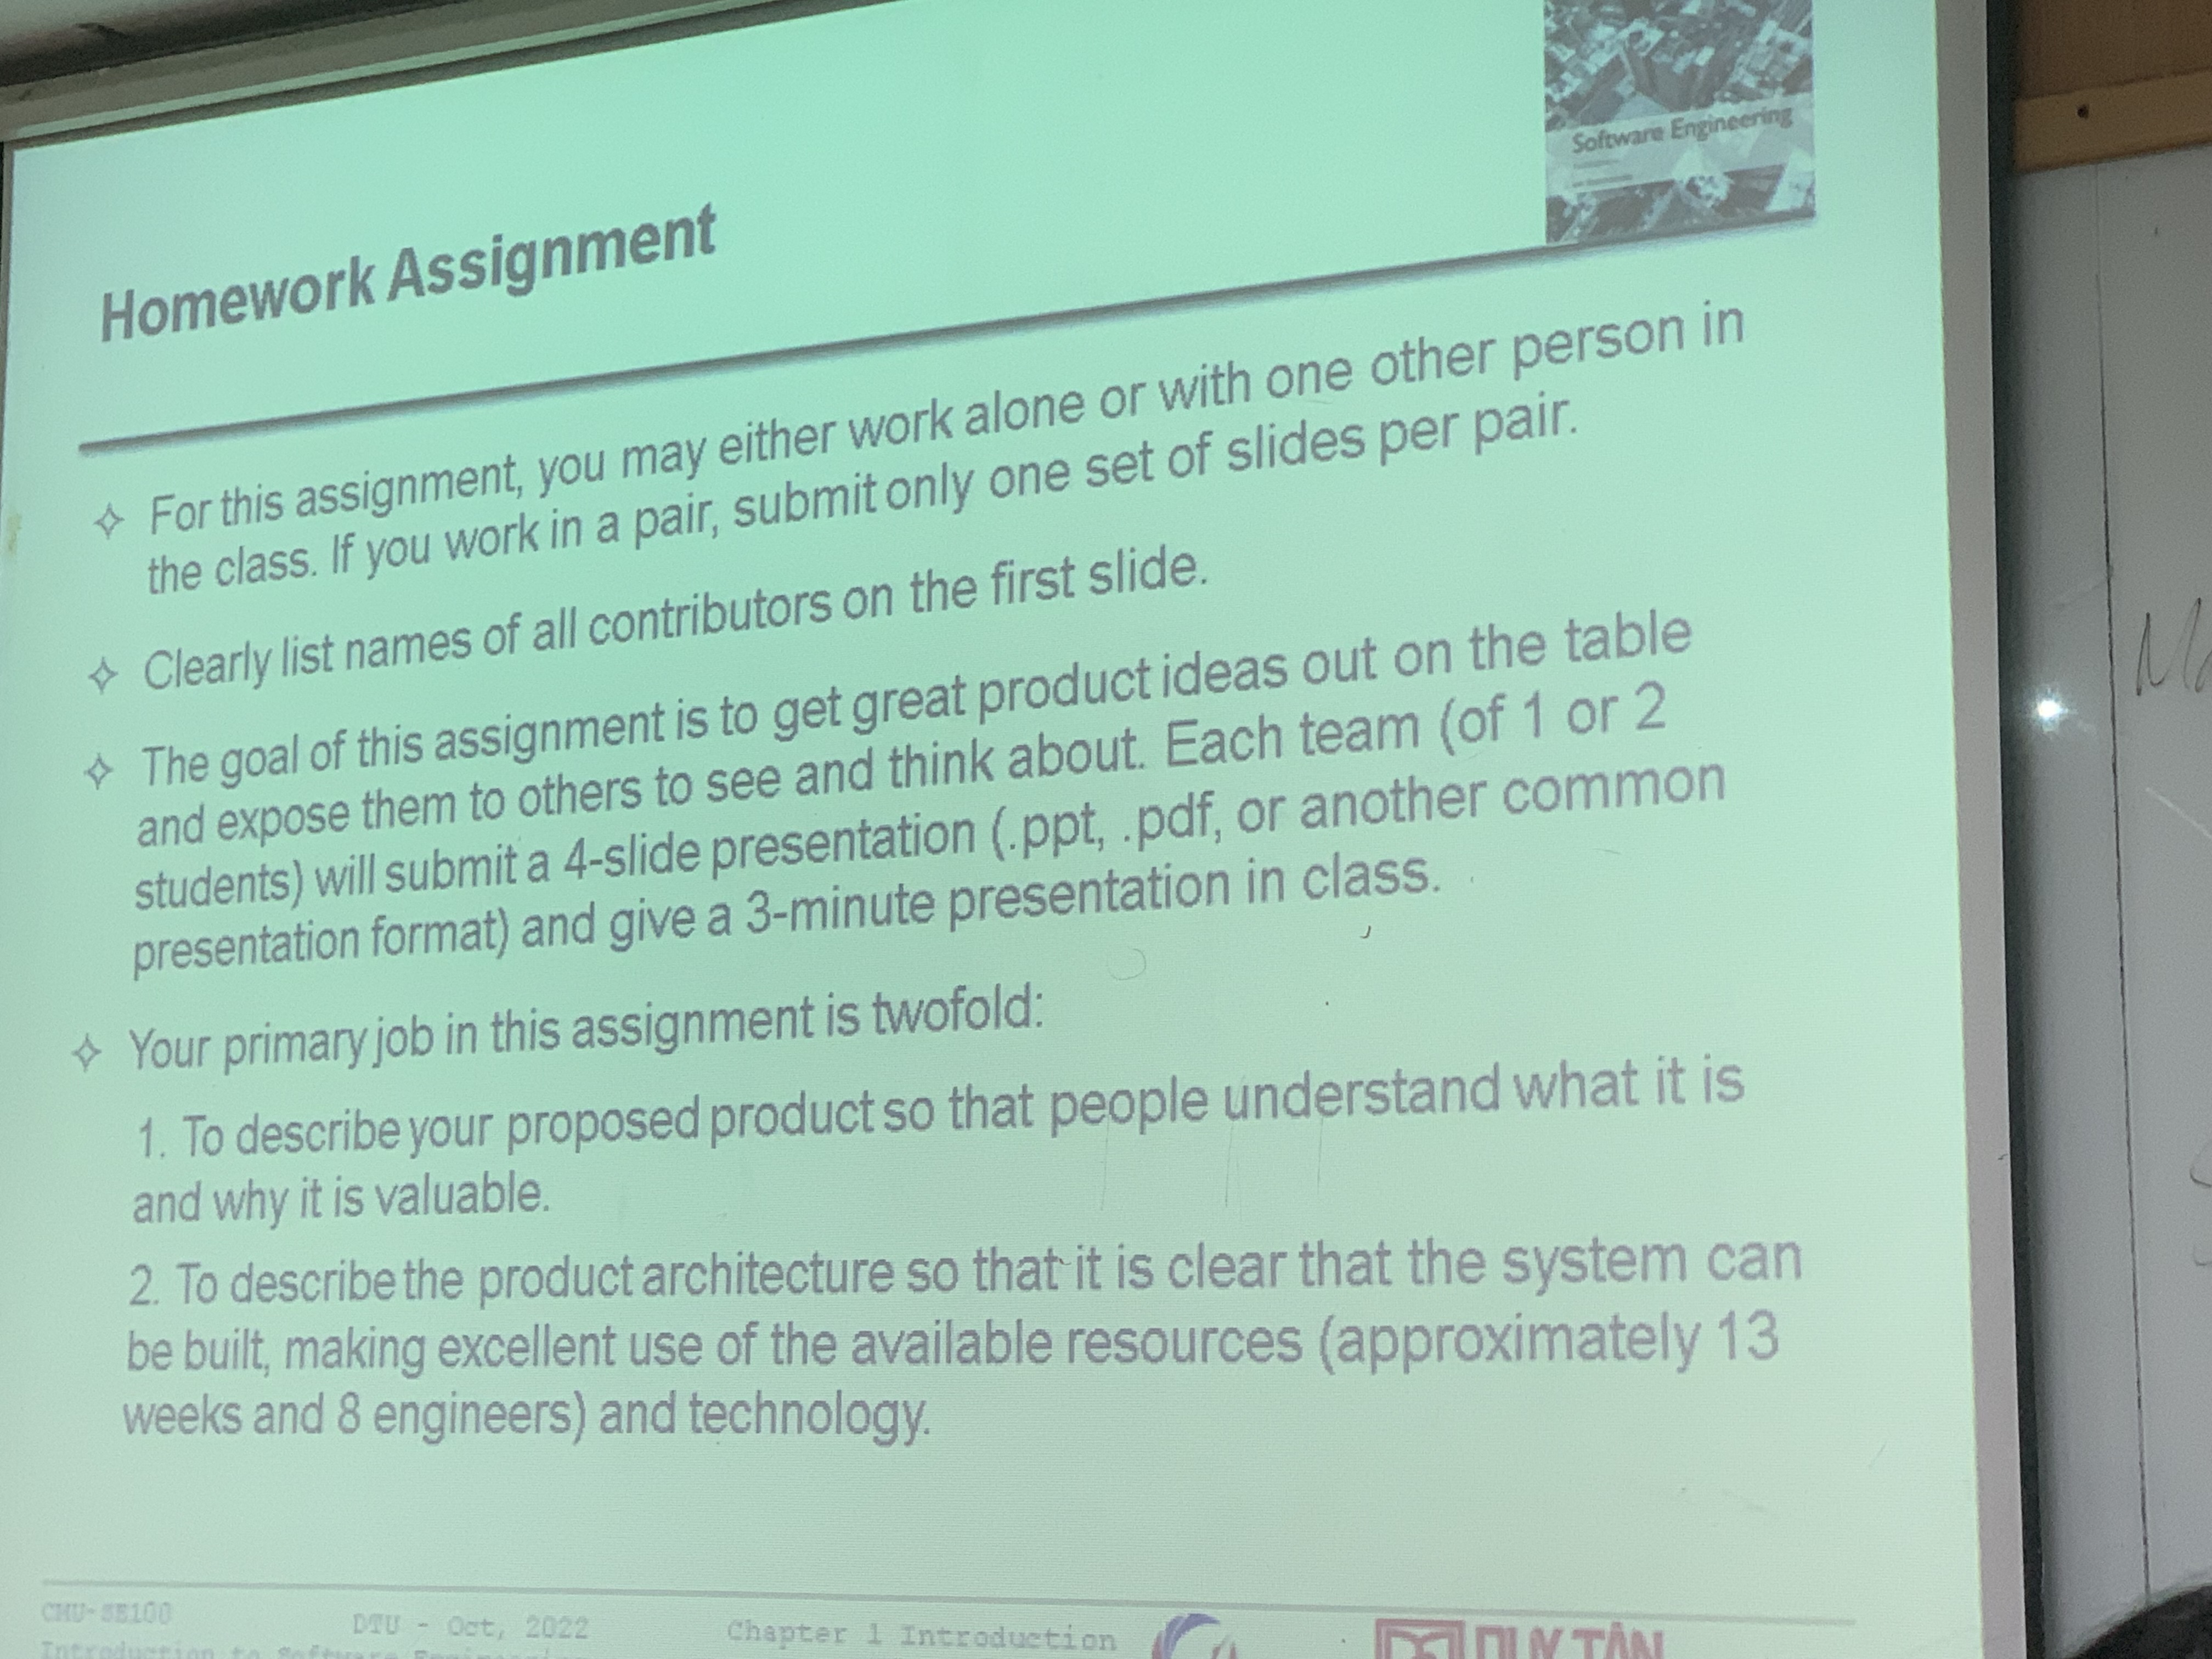 Software Engineering
Homework Assignment
✧ For this assignment, you may either work alone or with one other person in
the class. If you work in a pair, submit only one set of slides per pair.
✧ Clearly list names of all contributors on the first slide.
✧ The goal of this assignment is to get great product ideas out on the table
and expose them to others to see and think about. Each team (of 1 or 2
students) will submit a 4-slide presentation (.ppt, .pdf, or another common
presentation format) and give a 3-minute presentation in class.
✧ Your primary job in this assignment is twofold:
1. To describe your proposed product so that people understand what it is
and why it is valuable.
2. To describe the product architecture so that it is clear that the system can
be built, making excellent use of the available resources (approximately 13
weeks and 8 engineers) and technology.
CMU-SE100 DTU - Oct, 2022 Chapter 1 Introduction
Introduction to Software
DUY TÂN